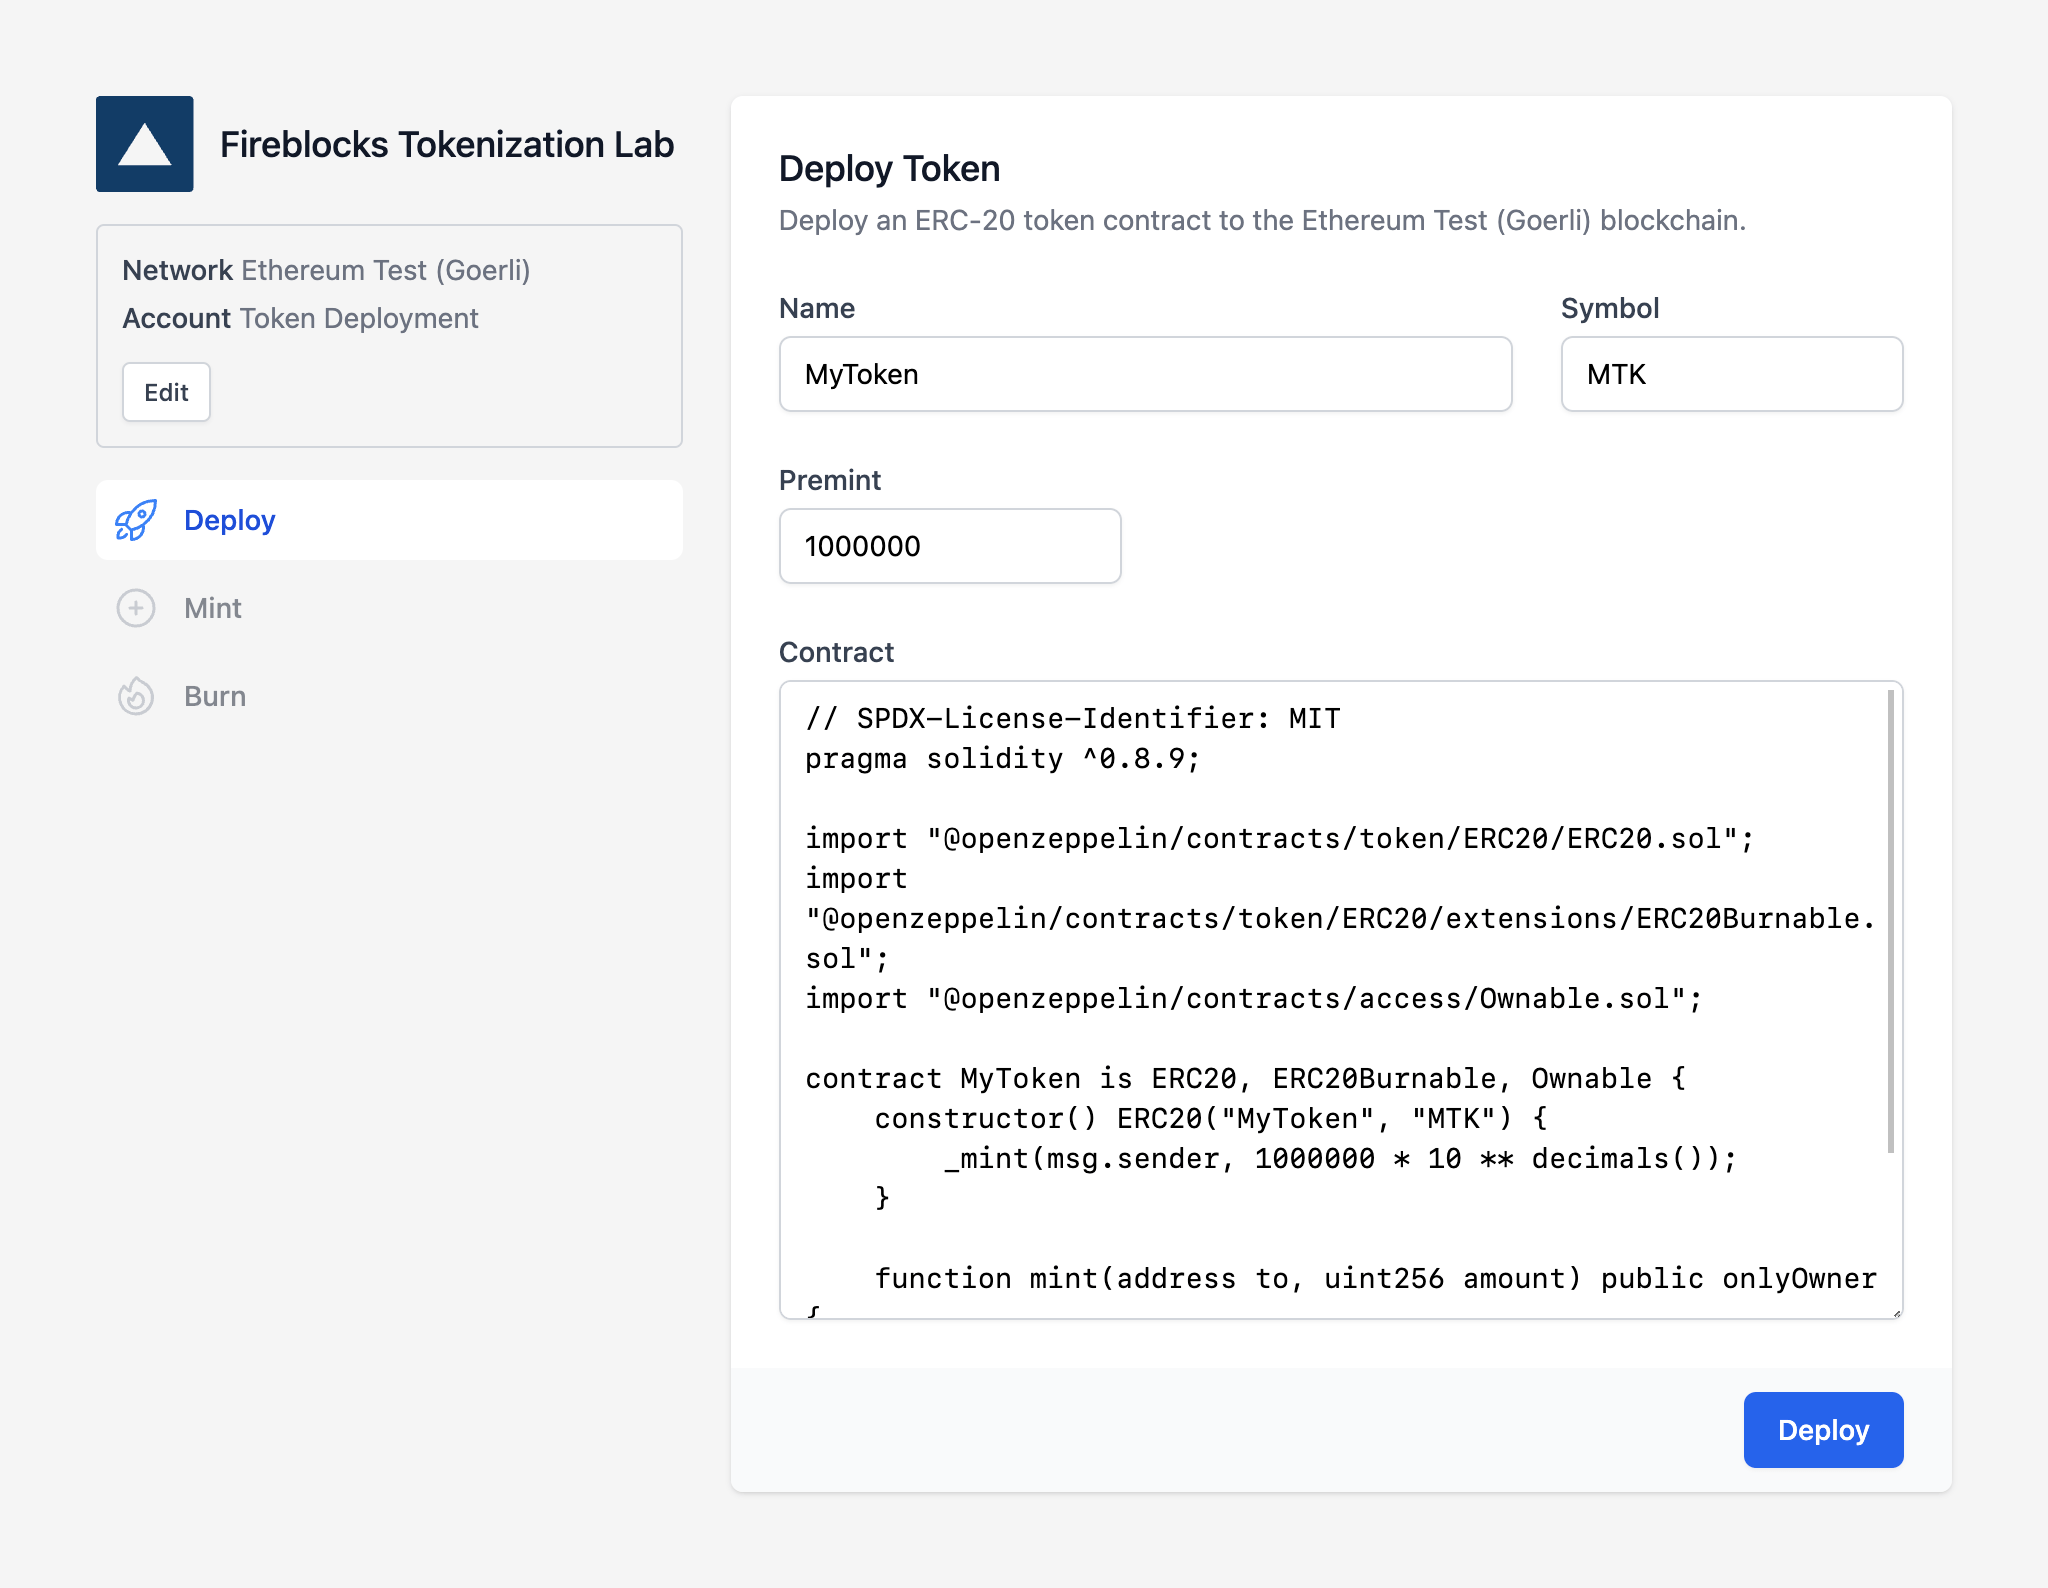 Fireblocks Tokenization Lab
Network Ethereum Test (Goerli)
Account Token Deployment
Edit
Deploy
Mint
Burn
Deploy Token
Deploy an ERC-20 token contract to the Ethereum Test (Goerli) blockchain.
Name
Symbol
MyToken
MTK
Premint
1000000
Contract
// SPDX-License-Identifier: MIT
pragma solidity ^0.8.9;
import "@openzeppelin/contracts/token/ERC20/ERC20.sol";
import
"@openzeppelin/contracts/token/ERC20/extensions/ERC20Burnable.
sol";
import "@openzeppelin/contracts/access/Ownable.sol";
contract MyToken is ERC20, ERC20Burnable, Ownable {
    constructor() ERC20("MyToken", "MTK") {
        _mint(msg.sender, 1000000 * 10 ** decimals());
    }
    function mint(address to, uint256 amount) public onlyOwner
{
Deploy